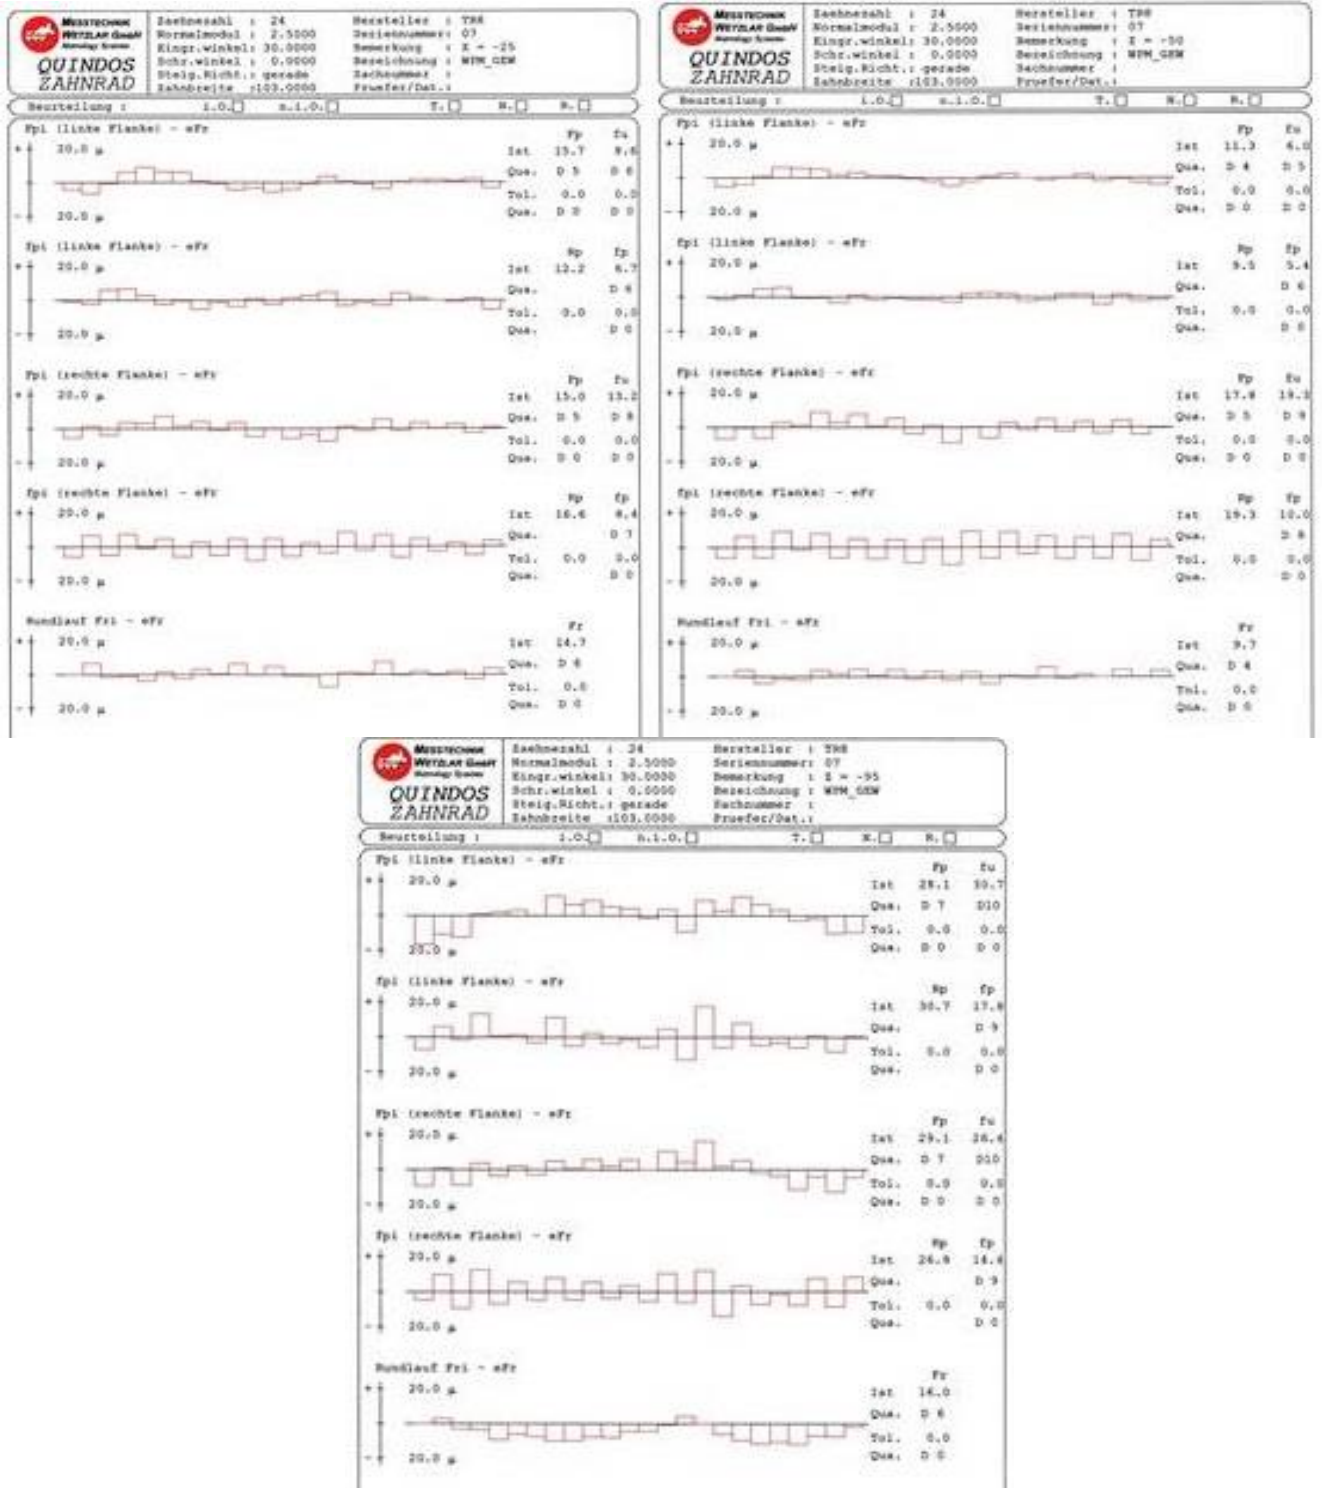 MESSTECHNIK
WETZLAR GmbH
Metrology Systems
QUINDOS
ZAHNRAD
Zaehnezahl : 24
Normalmodul : 2.5000
Eingr.winkel: 30.0000
Schr.winkel : 0.0000
Steig.Richt.: gerade
Zahnbreite :103.0000
Hersteller :
Seriennummer: 07
Bemerkung : Z = -25
Bezeichnung : WPM_GEW
Sachnummer :
Pruefer/Dat.:
Beurteilung : i.O. n.i.O. T. W. R.
Fpi (linke Flanke) - eFr
Fp fu
+ 20.0 µ
Ist 15.7
Qua. D 5 D 6
Tol. 0.0 0.0
- 20.0 µ
Qua. D 0 D 0
fpi (linke Flanke) - eFr
Rp fp
+ 20.0 µ
Ist 12.2 6.7
Qua. D 6
Tol. 0.0 0.0
- 20.0 µ
Qua. D 0
Fpi (rechte Flanke) - eFr
Fp fu
+ 20.0 µ
Ist 15.0 13.2
Qua. D 5 D 8
Tol. 0.0 0.0
- 20.0 µ
Qua. D 0 D 0
fpi (rechte Flanke) - eFr
Rp fp
+ 20.0 µ
Ist 16.6 8.4
Qua. D 7
Tol. 0.0 0.0
- 20.0 µ
Qua. D 0
Rundlauf Fri - eFr
Fr
+ 20.0 µ
Ist 14.7
Qua. D 6
Tol. 0.0
- 20.0 µ
Qua. D 0
MESSTECHNIK
WETZLAR GmbH
Metrology Systems
QUINDOS
ZAHNRAD
Zaehnezahl : 24
Normalmodul : 2.5000
Eingr.winkel: 30.0000
Schr.winkel : 0.0000
Steig.Richt.: gerade
Zahnbreite :103.0000
Hersteller :
Seriennummer: 07
Bemerkung : Z = -50
Bezeichnung : WPM_GEW
Sachnummer :
Pruefer/Dat.:
Beurteilung : i.O. n.i.O. T. W. R.
Fpi (linke Flanke) - eFr
Fp fu
+ 20.0 µ
Ist 11.3 6.0
Qua. D 4 D 5
Tol. 0.0 0.0
- 20.0 µ
Qua. D 0 D 0
fpi (linke Flanke) - eFr
Rp fp
+ 20.0 µ
Ist 9.5 5.4
Qua. D 6
Tol. 0.0 0.0
- 20.0 µ
Qua. D 0
Fpi (rechte Flanke) - eFr
Fp fu
+ 20.0 µ
Ist 17.8 19.3
Qua. D 5 D 9
Tol. 0.0 0.0
- 20.0 µ
Qua. D 0 D 0
fpi (rechte Flanke) - eFr
Rp fp
+ 20.0 µ
Ist 19.3 10.0
Qua. D 8
Tol. 0.0 0.0
- 20.0 µ
Qua. D 0
Rundlauf Fri - eFr
Fr
+ 20.0 µ
Ist 9.7
Qua. D 4
Tol. 0.0
- 20.0 µ
Qua. D 0
MESSTECHNIK
WETZLAR GmbH
Metrology Systems
QUINDOS
ZAHNRAD
Zaehnezahl : 24
Normalmodul : 2.5000
Eingr.winkel: 30.0000
Schr.winkel : 0.0000
Steig.Richt.: gerade
Zahnbreite :103.0000
Hersteller :
Seriennummer: 07
Bemerkung : Z = -95
Bezeichnung : WPM_GEW
Sachnummer :
Pruefer/Dat.:
Beurteilung : i.O. n.i.O. T. W. R.
Fpi (linke Flanke) - eFr
Fp fu
+ 20.0 µ
Ist 30.7
Qua. D 7 D10
Tol. 0.0 0.0
- 20.0 µ
Qua. D 0 D 0
fpi (linke Flanke) - eFr
Rp fp
+ 20.0 µ
Ist 30.7 17.8
Qua. D 9
Tol. 0.0 0.0
- 20.0 µ
Qua. D 0
Fpi (rechte Flanke) - eFr
Fp fu
+ 20.0 µ
Ist 29.1 26.4
Qua. D 7 D10
Tol. 0.0 0.0
- 20.0 µ
Qua. D 0 D 0
fpi (rechte Flanke) - eFr
Rp fp
+ 20.0 µ
Ist 26.8
Qua. D 9
Tol. 0.0 0.0
- 20.0 µ
Qua. D 0
Rundlauf Fri - eFr
Fr
+ 20.0 µ
Ist 16.0
Qua. D 6
Tol. 0.0
- 20.0 µ
Qua. D 0